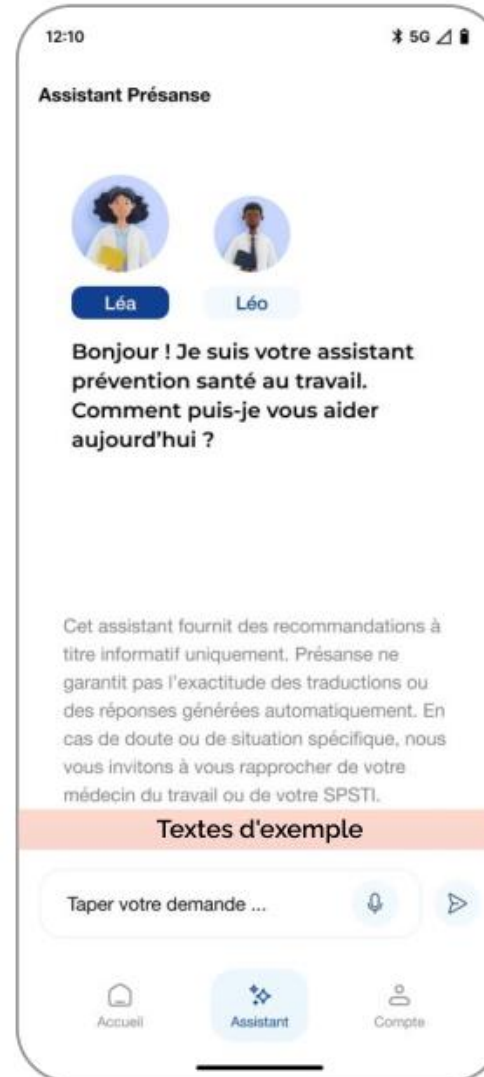 12:10
5G
Assistant Présanse
Léa
Léo
Bonjour ! Je suis votre assistant
prévention santé au travail.
Comment puis-je vous aider
aujourd'hui ?
Cet assistant fournit des recommandations à
titre informatif uniquement. Présanse ne
garantit pas l'exactitude des traductions ou
des réponses générées automatiquement. En
cas de doute ou de situation spécifique, nous
vous invitons à vous rapprocher de votre
médecin du travail ou de votre SPSTI.
Textes d'exemple
Taper votre demande ...
Accueil
Assistant
Compte